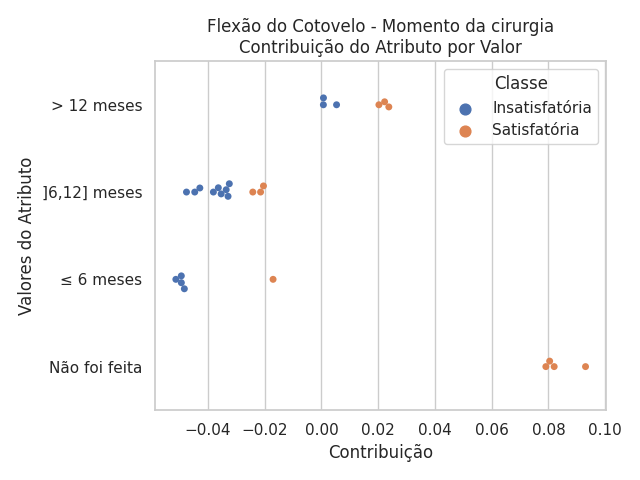 Flexão do Cotovelo - Momento da cirurgia
Contribuição do Atributo por Valor
Classe
Insatisfatória
Satisfatória
Valores do Atributo
> 12 meses
]6,12] meses
≤ 6 meses
Não foi feita
−0.04 −0.02 0.00 0.02 0.04 0.06 0.08 0.10
Contribuição